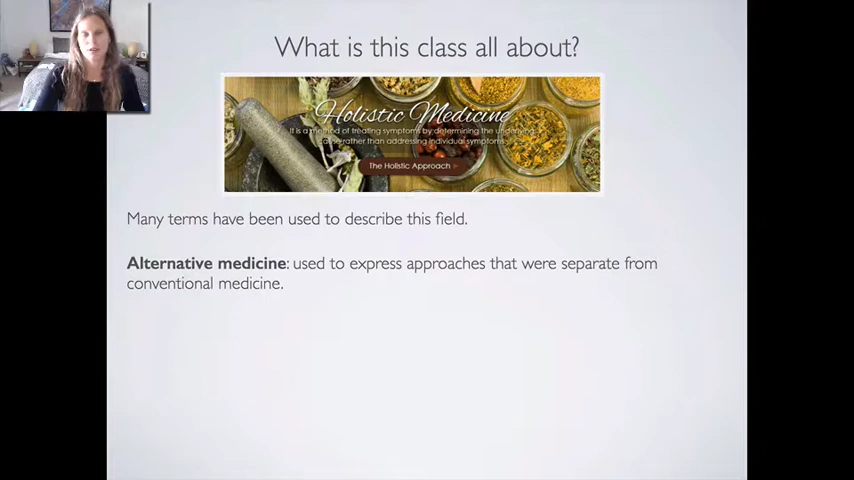 What is this class all about?
Holistic Medicine
It is a method of treating symptoms by determining the underlying
cause rather than addressing individual symptoms.
The Holistic Approach >
Many terms have been used to describe this field.
Alternative medicine: used to express approaches that were separate from
conventional medicine.